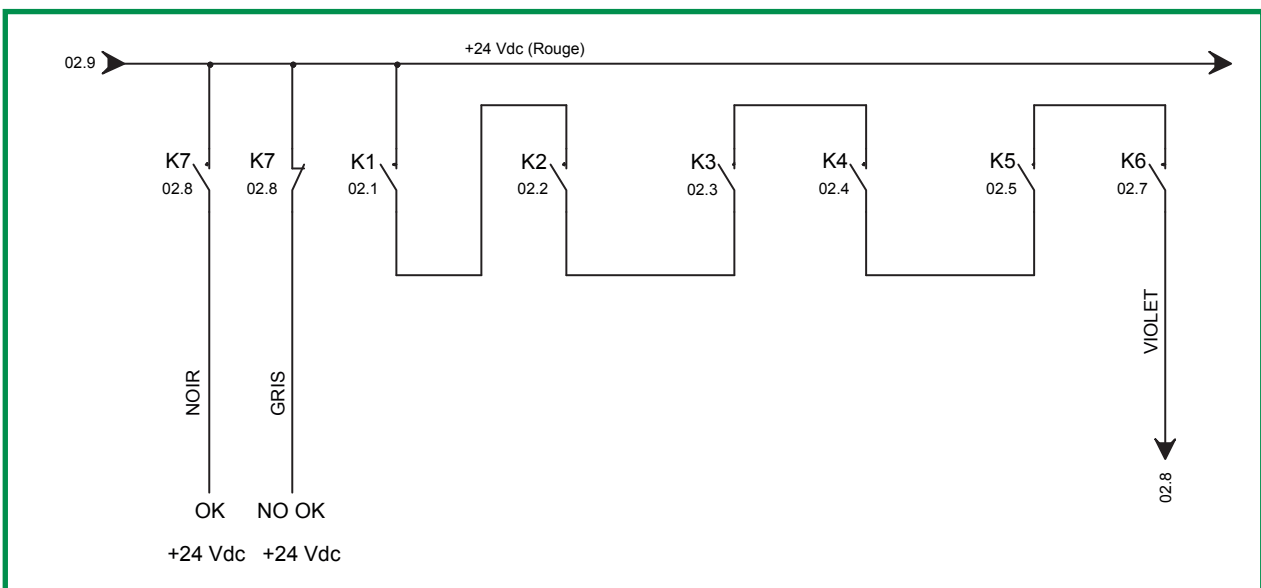 +24 Vdc (Rouge)
02.9
K7
02.8
K7
02.8
K1
02.1
K2
02.2
K3
02.3
K4
02.4
K5
02.5
K6
02.7
NOIR
GRIS
VIOLET
02.8
OK
NO OK
+24 Vdc
+24 Vdc